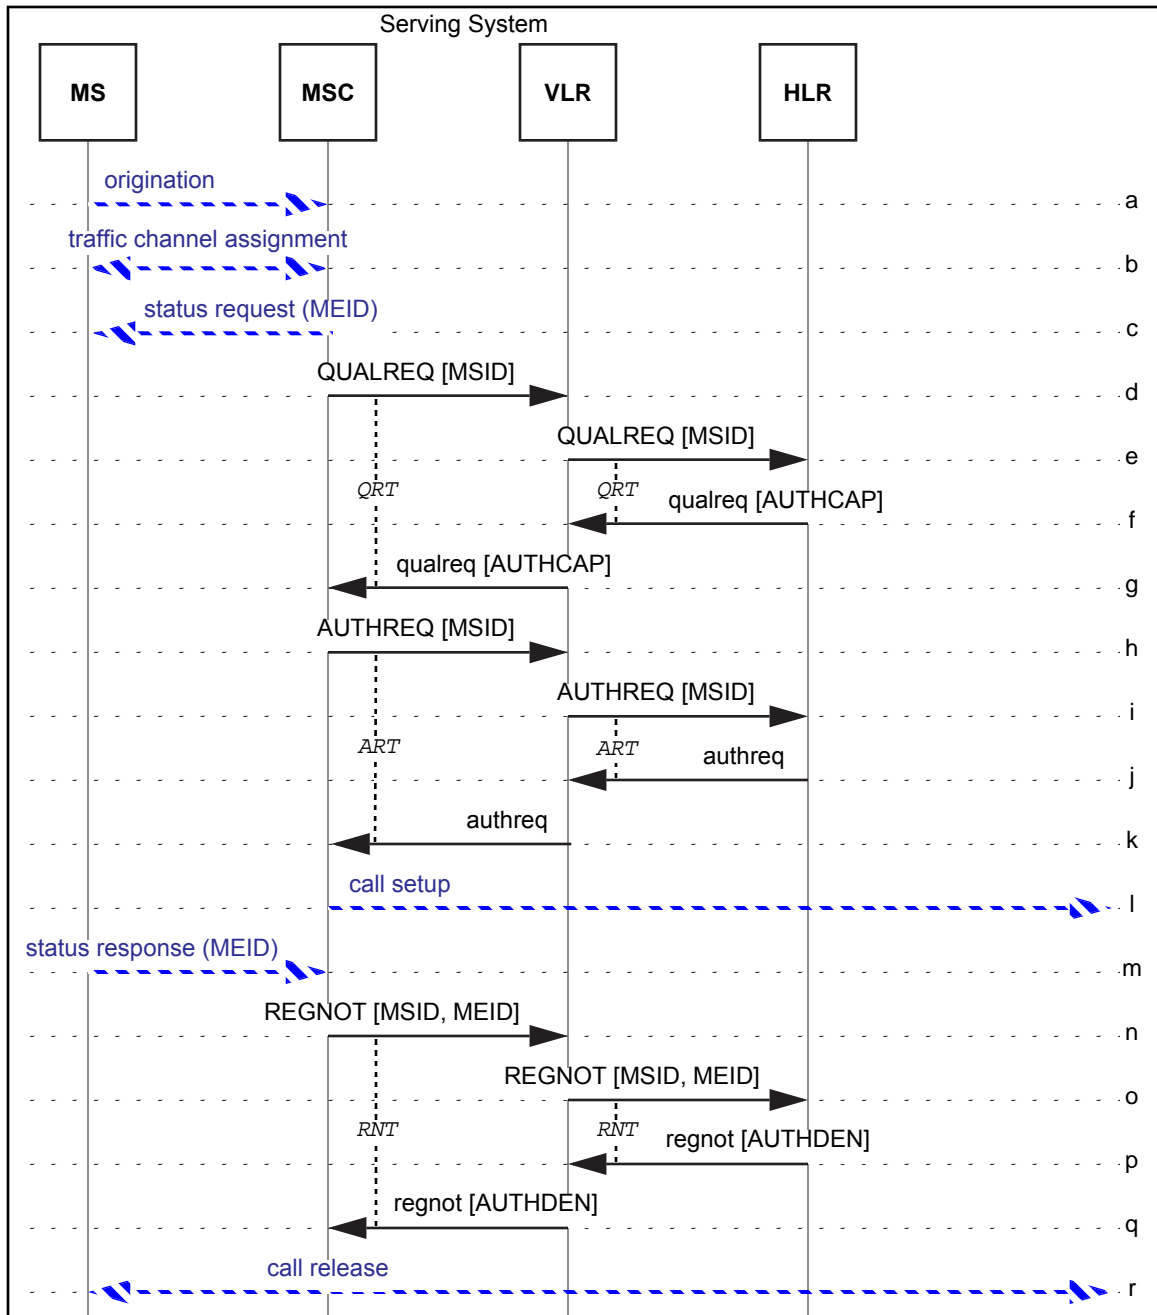 Serving System
MS MSC VLR HLR
origination
a
traffic channel assignment
b
status request (MEID)
c
QUALREQ [MSID]
d
QUALREQ [MSID]
e
QRT QRT
qualreq [AUTHCAP]
f
qualreq [AUTHCAP]
g
AUTHREQ [MSID]
h
AUTHREQ [MSID]
i
ART ART
authreq
j
authreq
k
call setup
l
status response (MEID)
m
REGNOT [MSID, MEID]
n
REGNOT [MSID, MEID]
o
RNT RNT
regnot [AUTHDEN]
p
regnot [AUTHDEN]
q
call release
r